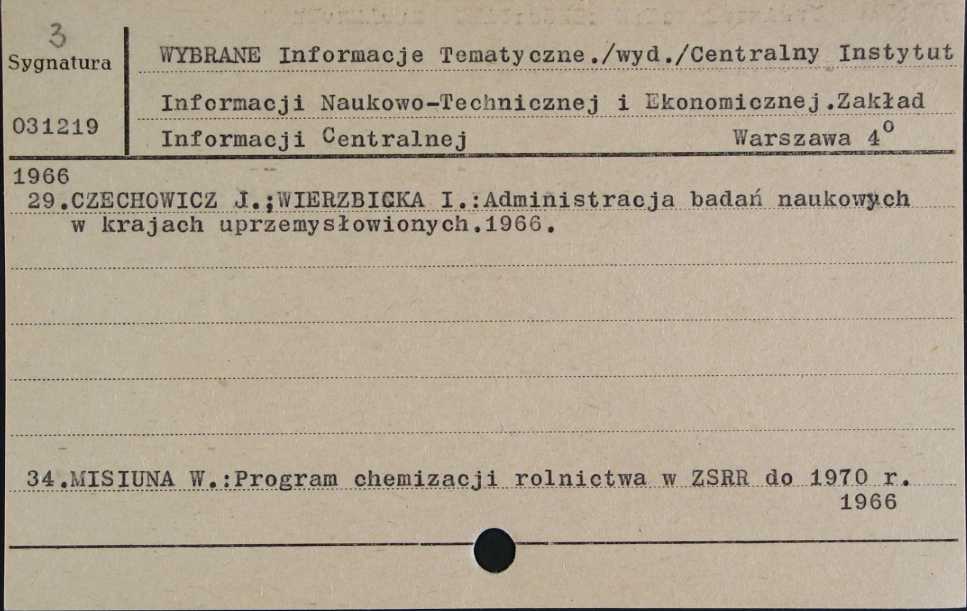 3
Sygnatura
031219
WYBRANE Informacje Tematyczne./wyd./Centralny Instytut
Informacji Naukowo-Technicznej i Ekonomicznej.Zakład
Informacji Centralnej Warszawa 4⁰
1966
29.CZECHOWICZ J.;WIERZBICKA I.:Administracja badań naukowych
w krajach uprzemysłowionych.1966.
34.MISIUNA W.:Program chemizacji rolnictwa w ZSRR do 1970 r.
1966